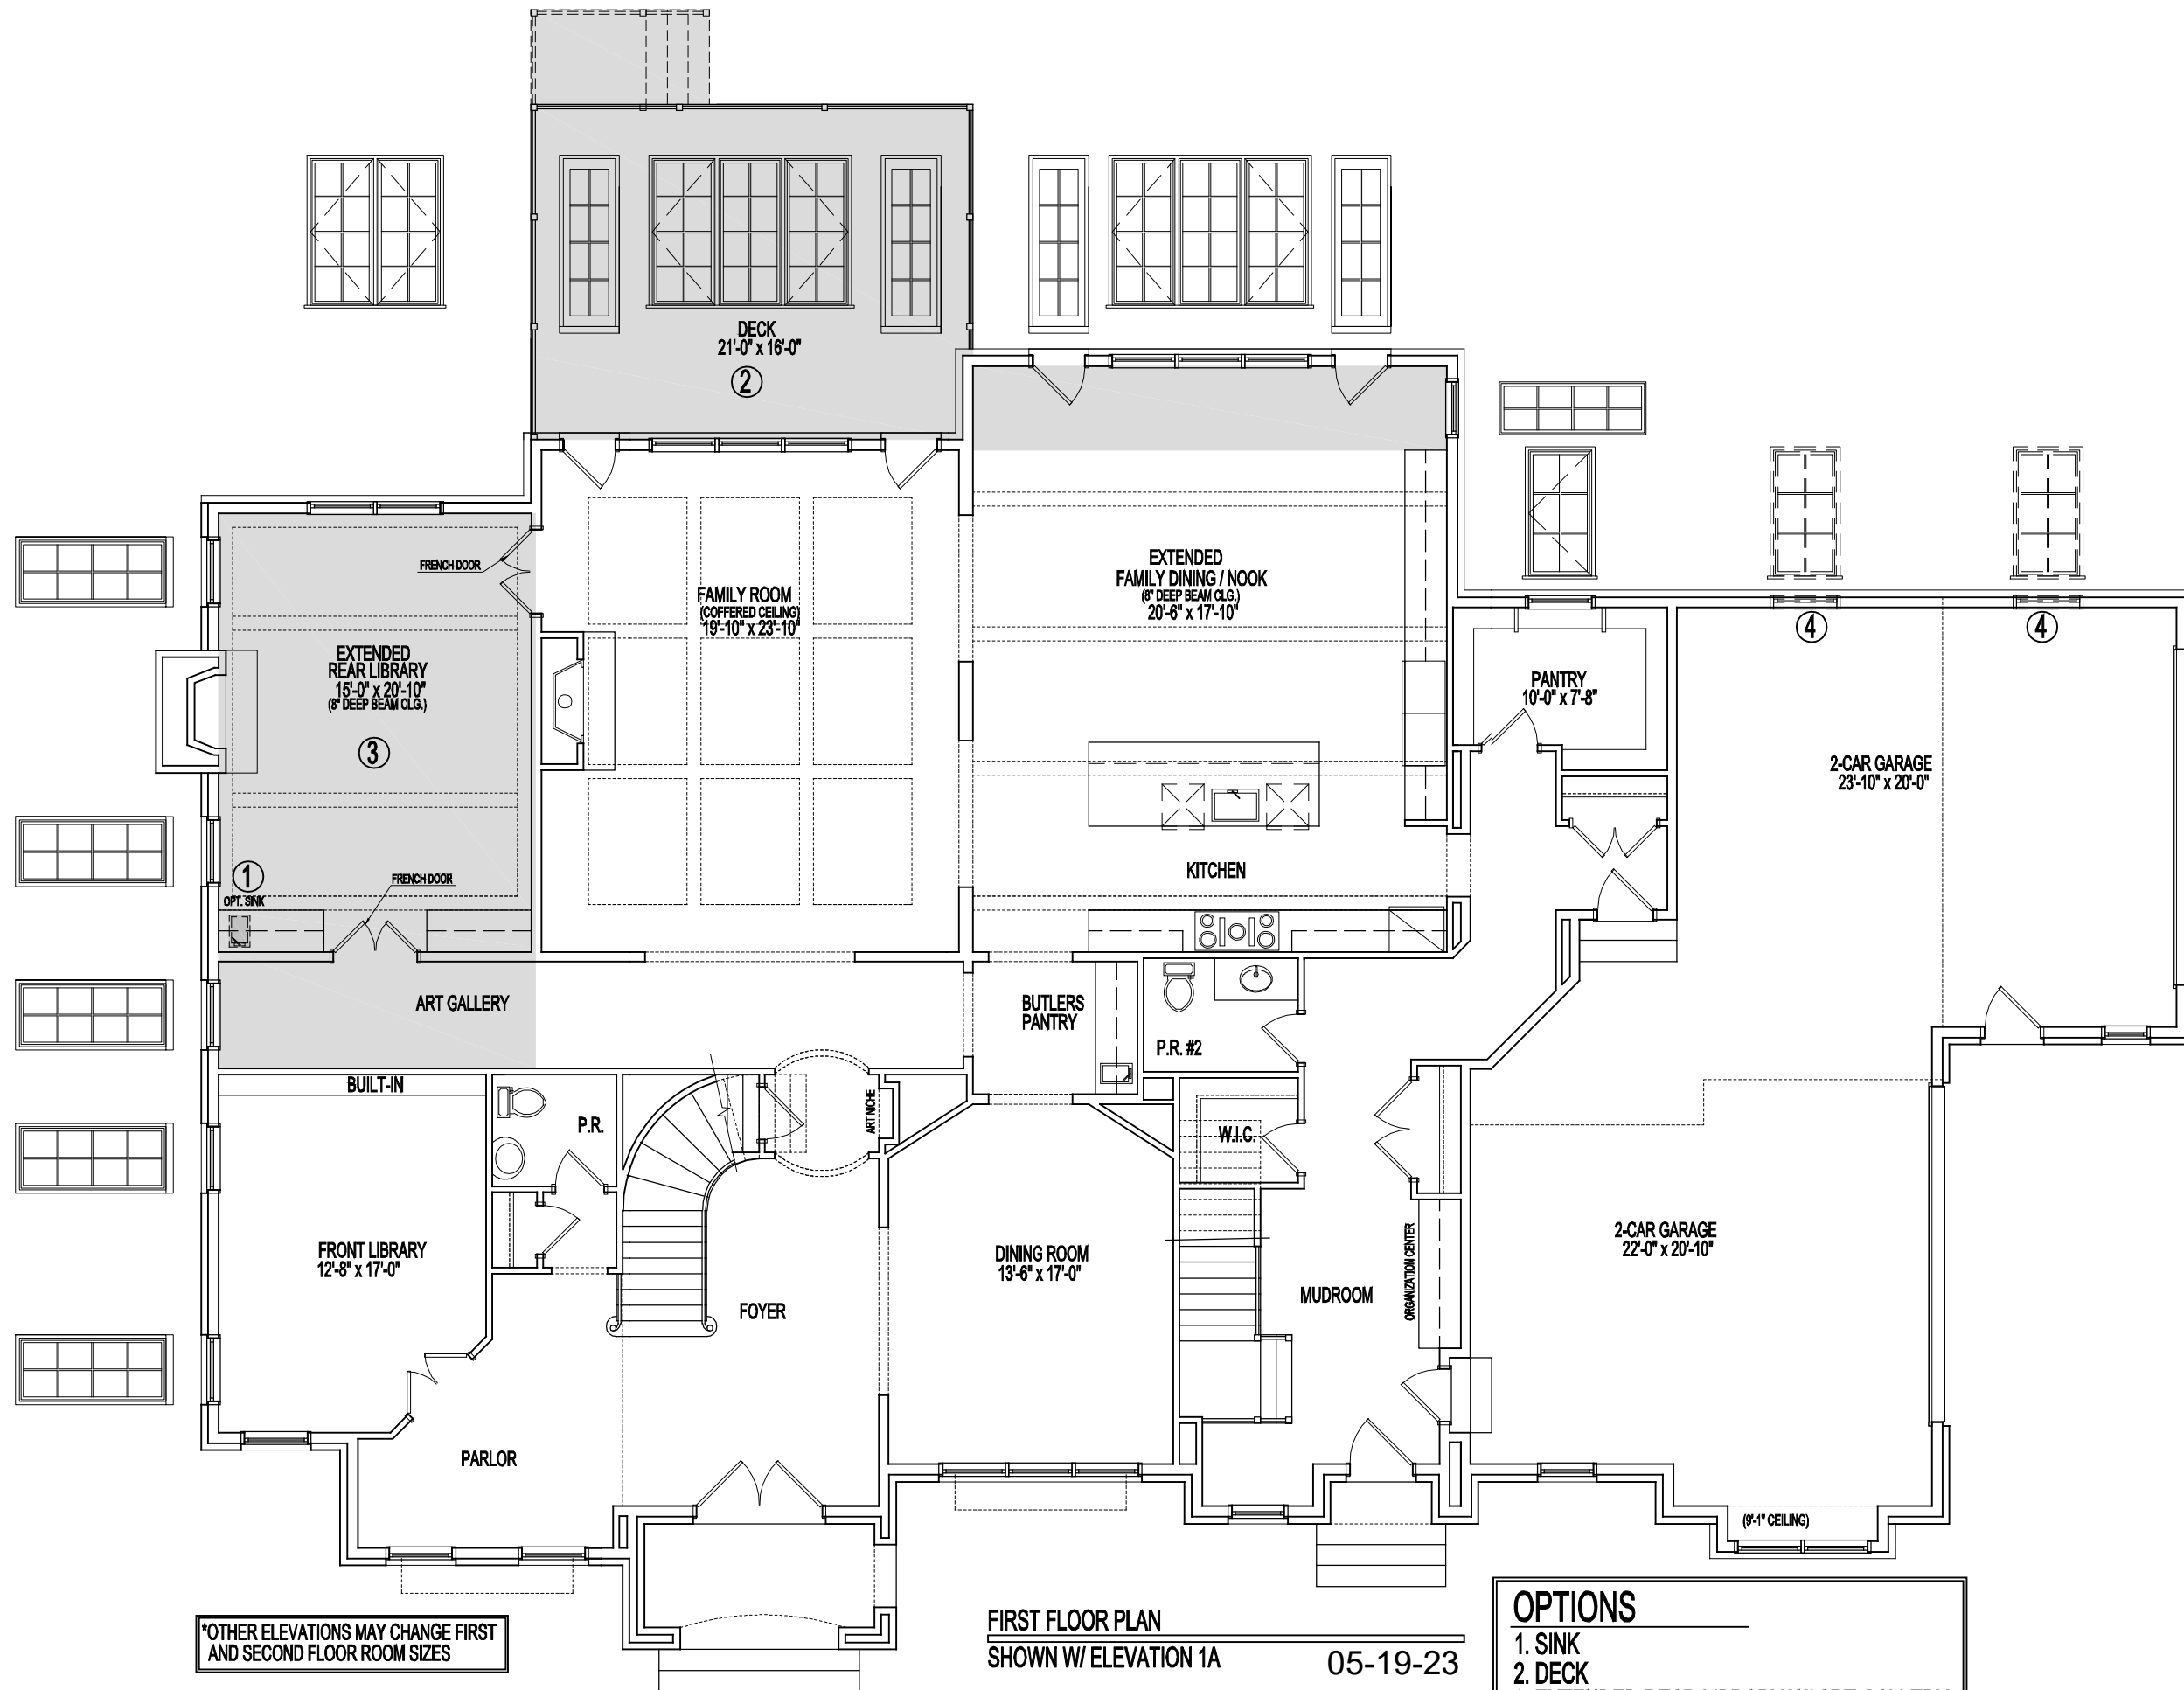 DECK
21'-0" x 16'-0"
2
FRENCH DOOR
EXTENDED
REAR LIBRARY
15'-0" x 20'-10"
(8" DEEP BEAM CLG.)
3
1
OPT. SINK
FRENCH DOOR
FAMILY ROOM
(COFFERED CEILING)
19'-10" x 23'-10"
EXTENDED
FAMILY DINING / NOOK
(8" DEEP BEAM CLG.)
20'-6" x 17'-10"
KITCHEN
PANTRY
10'-0" x 7'-8"
4
4
2-CAR GARAGE
23'-10" x 20'-0"
ART GALLERY
BUTLERS
PANTRY
P.R. #2
BUILT-IN
P.R.
ART NICHE
W.I.C.
FRONT LIBRARY
12'-8" x 17'-0"
FOYER
DINING ROOM
13'-6" x 17'-0"
MUDROOM
ORGANIZATION CENTER
2-CAR GARAGE
22'-0" x 20'-10"
PARLOR
(9'-1" CEILING)
*OTHER ELEVATIONS MAY CHANGE FIRST
AND SECOND FLOOR ROOM SIZES
FIRST FLOOR PLAN
SHOWN W/ ELEVATION 1A
05-19-23
OPTIONS
1. SINK
2. DECK